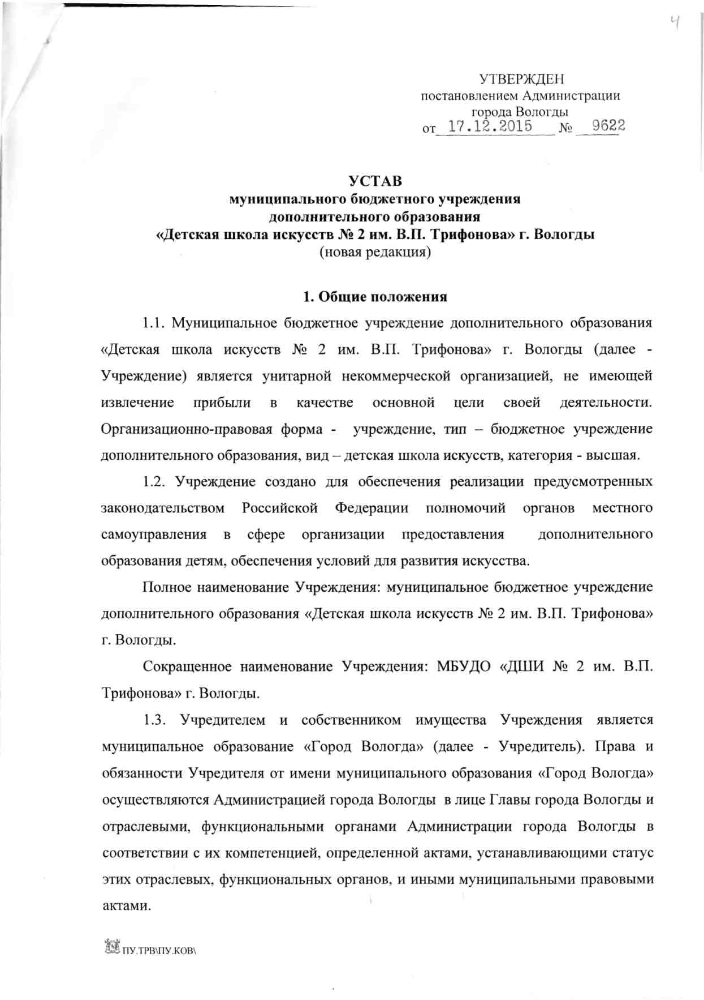 4
УТВЕРЖДЕН
постановлением Администрации
города Вологды
от 17.12.2015 № 9622
УСТАВ
муниципального бюджетного учреждения
дополнительного образования
«Детская школа искусств № 2 им. В.П. Трифонова» г. Вологды
(новая редакция)
1. Общие положения
1.1. Муниципальное бюджетное учреждение дополнительного образования
«Детская школа искусств № 2 им. В.П. Трифонова» г. Вологды (далее -
Учреждение) является унитарной некоммерческой организацией, не имеющей
извлечение прибыли в качестве основной цели своей деятельности.
Организационно-правовая форма - учреждение, тип – бюджетное учреждение
дополнительного образования, вид – детская школа искусств, категория - высшая.
1.2. Учреждение создано для обеспечения реализации предусмотренных
законодательством Российской Федерации полномочий органов местного
самоуправления в сфере организации предоставления дополнительного
образования детям, обеспечения условий для развития искусства.
Полное наименование Учреждения: муниципальное бюджетное учреждение
дополнительного образования «Детская школа искусств № 2 им. В.П. Трифонова»
г. Вологды.
Сокращенное наименование Учреждения: МБУДО «ДШИ № 2 им. В.П.
Трифонова» г. Вологды.
1.3. Учредителем и собственником имущества Учреждения является
муниципальное образование «Город Вологда» (далее - Учредитель). Права и
обязанности Учредителя от имени муниципального образования «Город Вологда»
осуществляются Администрацией города Вологды в лице Главы города Вологды и
отраслевыми, функциональными органами Администрации города Вологды в
соответствии с их компетенцией, определенной актами, устанавливающими статус
этих отраслевых, функциональных органов, и иными муниципальными правовыми
актами.
ПУ.ТРВ\ПУ.КОВ\